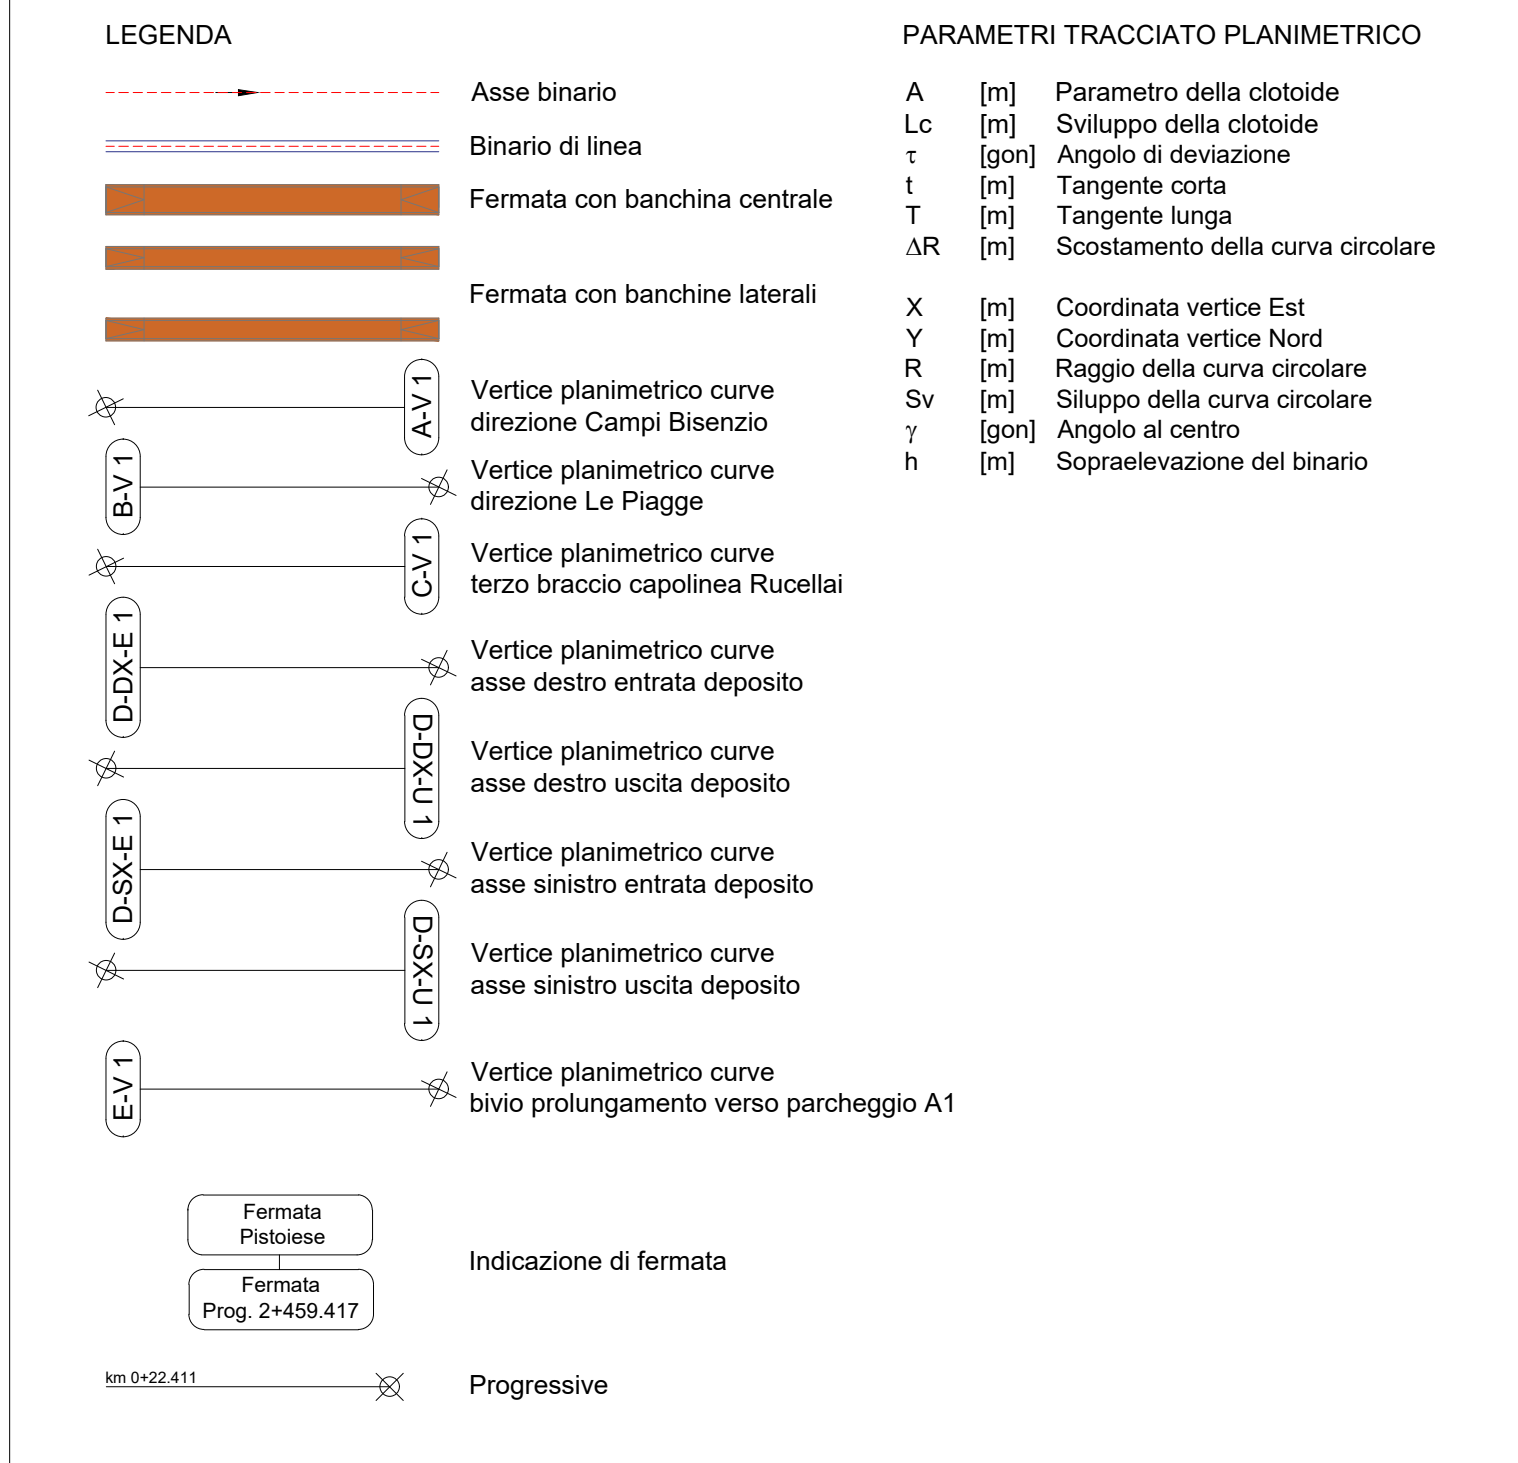 LEGENDA
Asse binario
Binario di linea
Fermata con banchina centrale
Fermata con banchine laterali
A-V 1
Vertice planimetrico curve
direzione Campi Bisenzio
B-V 1
Vertice planimetrico curve
direzione Le Piagge
C-V 1
Vertice planimetrico curve
terzo braccio capolinea Rucellai
D-DX-E 1
Vertice planimetrico curve
asse destro entrata deposito
D-DX-U 1
Vertice planimetrico curve
asse destro uscita deposito
D-SX-E 1
Vertice planimetrico curve
asse sinistro entrata deposito
D-SX-U 1
Vertice planimetrico curve
asse sinistro uscita deposito
E-V 1
Vertice planimetrico curve
bivio prolungamento verso parcheggio A1
Fermata
Pistoiese
Fermata
Prog. 2+459.417
Indicazione di fermata
km 0+22.411
Progressive
PARAMETRI TRACCIATO PLANIMETRICO
A [m] Parametro della clotoide
Lc [m] Sviluppo della clotoide
τ [gon] Angolo di deviazione
t [m] Tangente corta
T [m] Tangente lunga
ΔR [m] Scostamento della curva circolare
X [m] Coordinata vertice Est
Y [m] Coordinata vertice Nord
R [m] Raggio della curva circolare
Sv [m] Siluppo della curva circolare
γ [gon] Angolo al centro
h [m] Sopraelevazione del binario